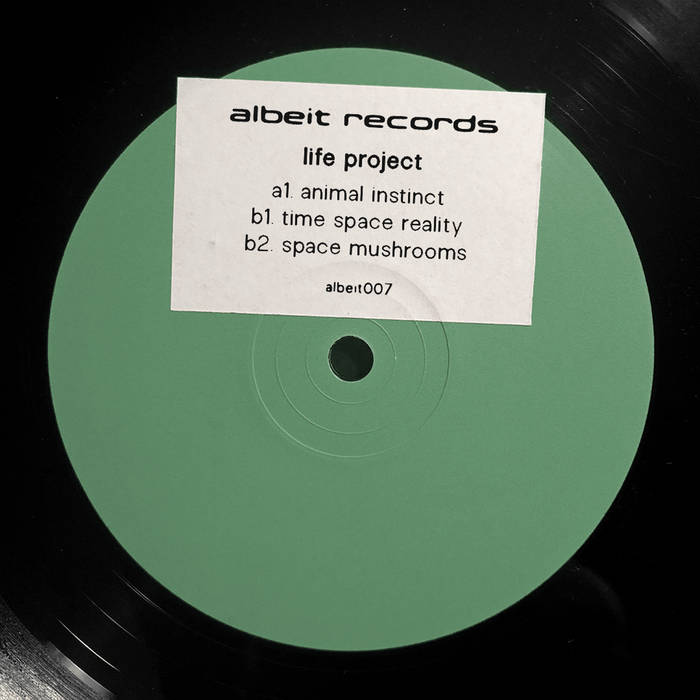 albeit records
life project
a1. animal instinct
b1. time space reality
b2. space mushrooms
albeit007